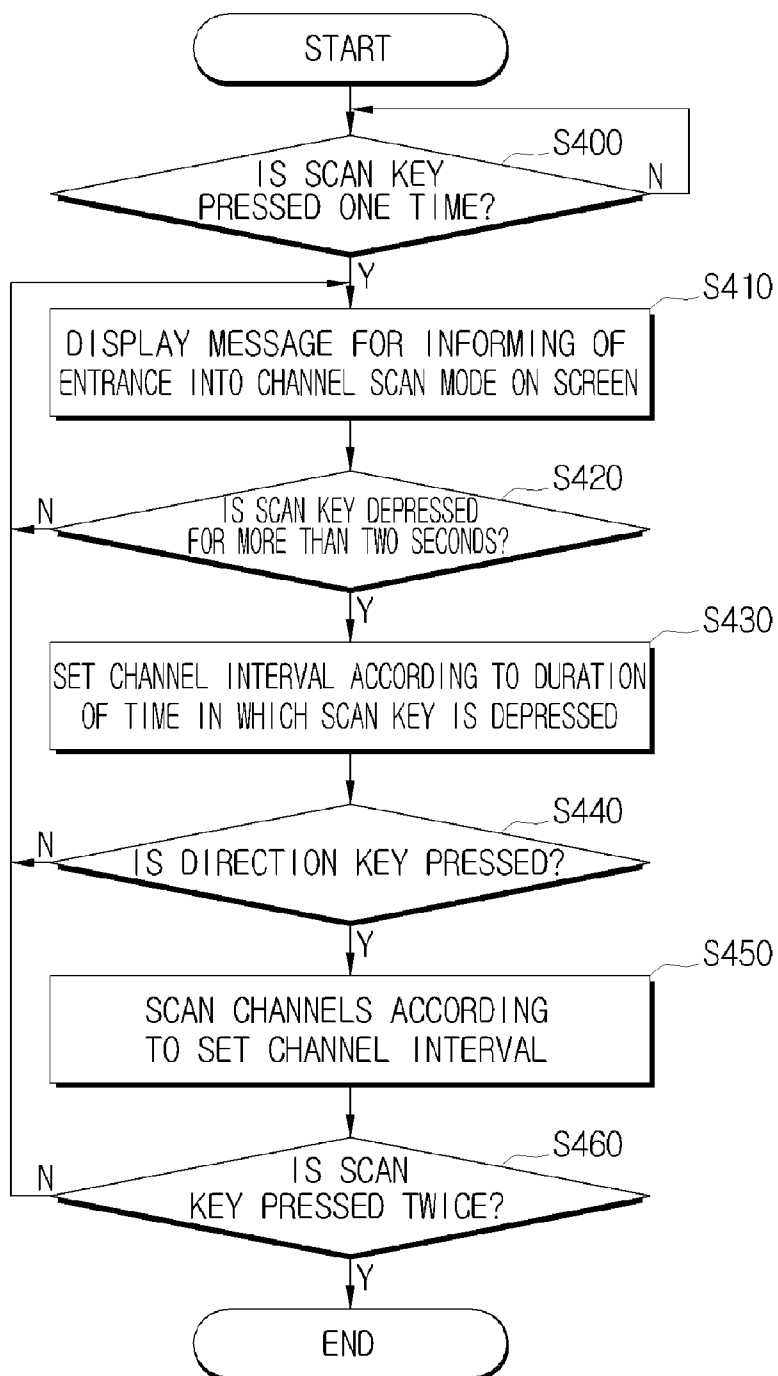 START
S400
IS SCAN KEY
PRESSED ONE TIME?
N
Y
S410
DISPLAY MESSAGE FOR INFORMING OF
ENTRANCE INTO CHANNEL SCAN MODE ON SCREEN
S420
N
IS SCAN KEY DEPRESSED
FOR MORE THAN TWO SECONDS?
Y
S430
SET CHANNEL INTERVAL ACCORDING TO DURATION
OF TIME IN WHICH SCAN KEY IS DEPRESSED
S440
N
IS DIRECTION KEY PRESSED?
Y
S450
SCAN CHANNELS ACCORDING
TO SET CHANNEL INTERVAL
S460
N
IS SCAN
KEY PRESSED TWICE?
Y
END